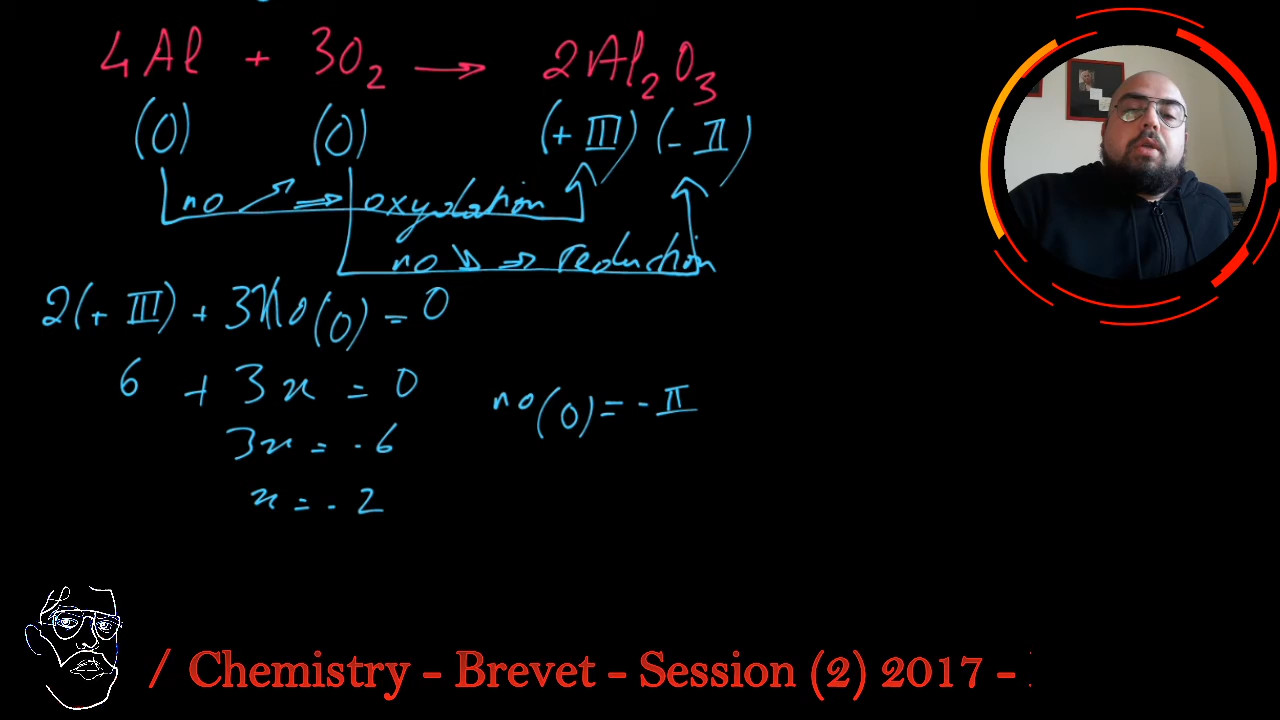 4Al + 3O₂ → 2Al₂O₃
(0) (0) (+III) (-II)
no ↗ ⇒ oxydation
no ↘ ⇒ reduction
2(+III) + 3no(O) = 0
6 + 3x = 0
no(O) = -II
3x = -6
x = -2
/ Chemistry - Brevet - Session (2) 2017 -